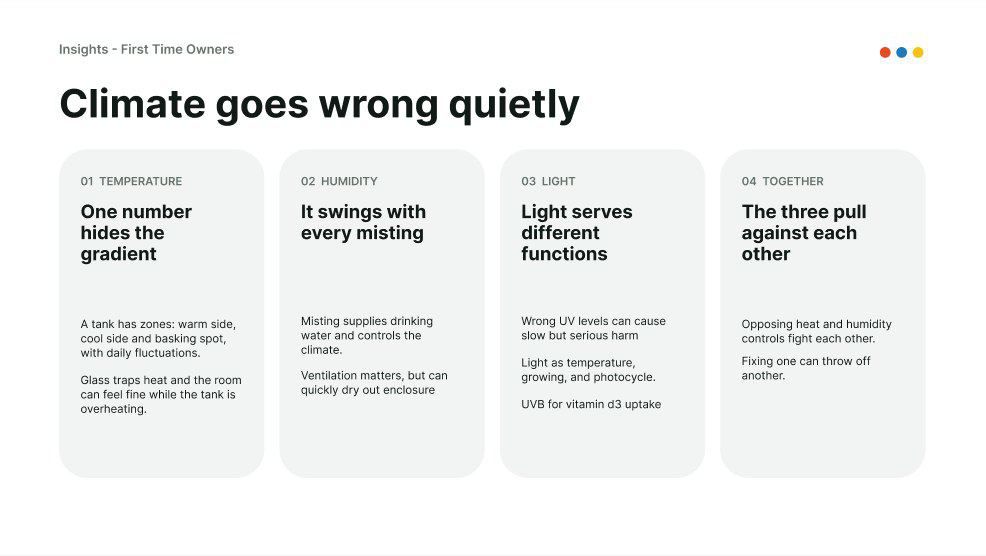 Insights - First Time Owners
Climate goes wrong quietly
01 TEMPERATURE
One number
hides the
gradient
A tank has zones: warm side,
cool side and basking spot,
with daily fluctuations.
Glass traps heat and the room
can feel fine while the tank is
overheating.
02 HUMIDITY
It swings with
every misting
Misting supplies drinking
water and controls the
climate.
Ventilation matters, but can
quickly dry out enclosure
03 LIGHT
Light serves
different
functions
Wrong UV levels can cause
slow but serious harm
Light as temperature,
growing, and photocycle.
UVB for vitamin d3 uptake
04 TOGETHER
The three pull
against each
other
Opposing heat and humidity
controls fight each other.
Fixing one can throw off
another.